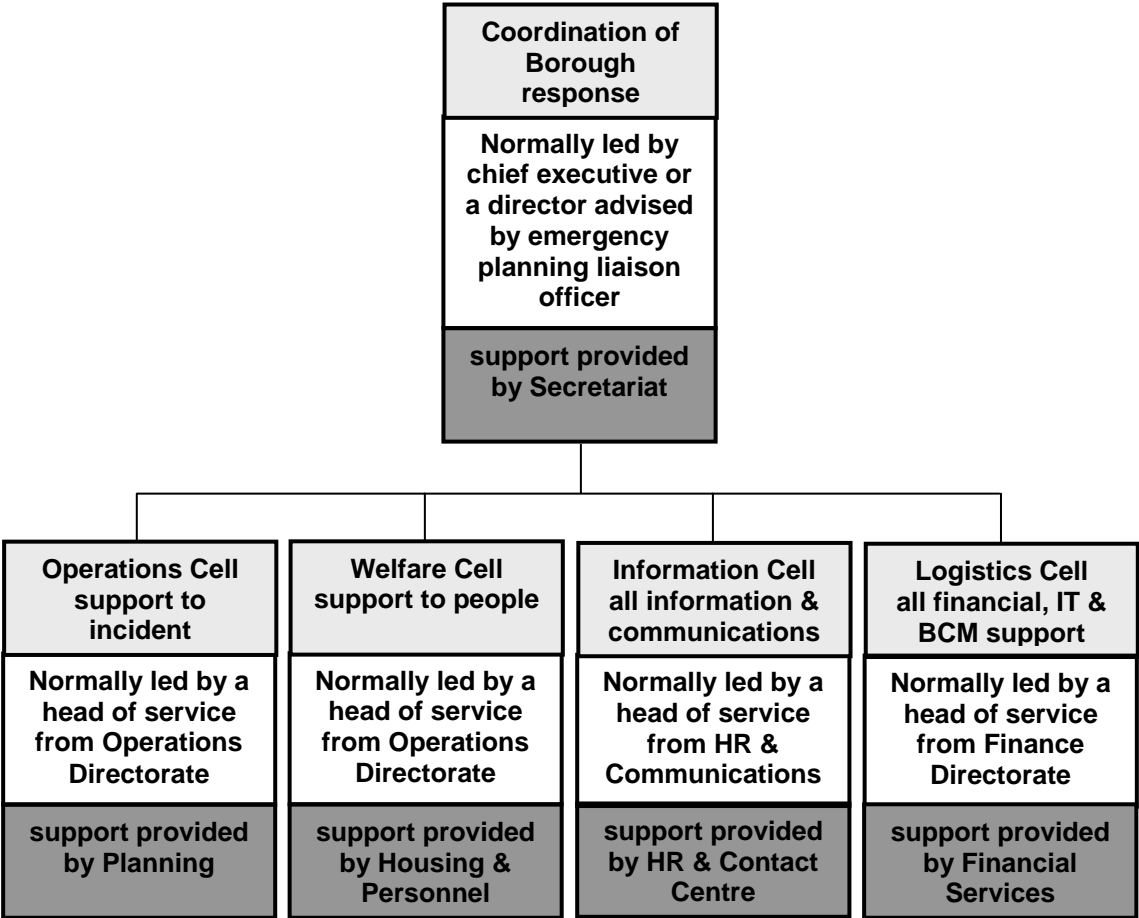 Coordination of
Borough
response
Normally led by
chief executive or
a director advised
by emergency
planning liaison
officer
support provided
by Secretariat
Operations Cell
support to
incident
Normally led by a
head of service
from Operations
Directorate
support provided
by Planning
Welfare Cell
support to people
Normally led by a
head of service
from Operations
Directorate
support provided
by Housing &
Personnel
Information Cell
all information &
communications
Normally led by a
head of service
from HR &
Communications
support provided
by HR & Contact
Centre
Logistics Cell
all financial, IT &
BCM support
Normally led by a
head of service
from Finance
Directorate
support provided
by Financial
Services